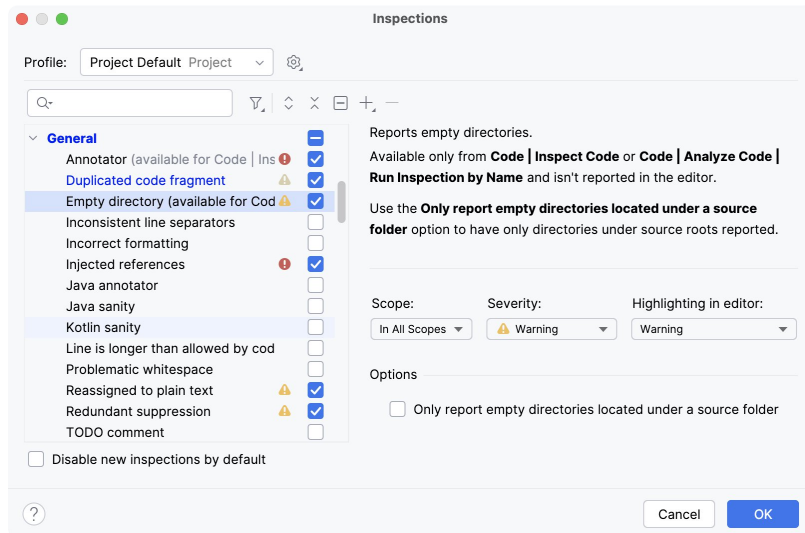 Inspections
Profile:
Project Default Project
General
Annotator (available for Code | Ins
Duplicated code fragment
Empty directory (available for Cod
Inconsistent line separators
Incorrect formatting
Injected references
Java annotator
Java sanity
Kotlin sanity
Line is longer than allowed by cod
Problematic whitespace
Reassigned to plain text
Redundant suppression
TODO comment
Disable new inspections by default
Reports empty directories.
Available only from Code | Inspect Code or Code | Analyze Code |
Run Inspection by Name and isn't reported in the editor.
Use the Only report empty directories located under a source
folder option to have only directories under source roots reported.
Scope:
Severity:
Highlighting in editor:
In All Scopes
Warning
Warning
Options
Only report empty directories located under a source folder
?
Cancel
OK